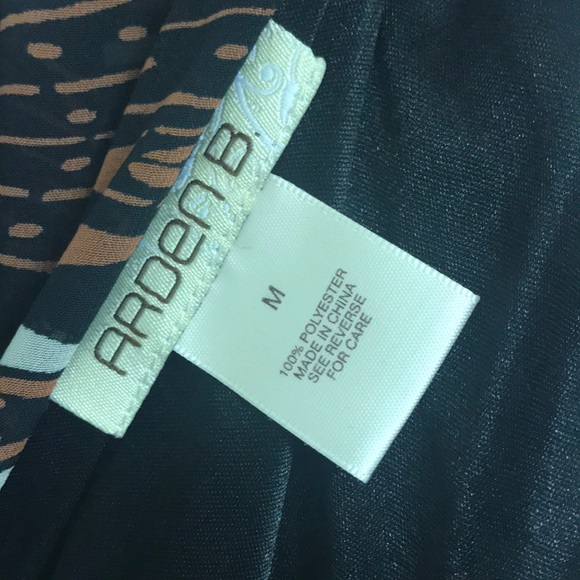 ARDEN B.
M
100% POLYESTER
MADE IN CHINA
SEE REVERSE
FOR CARE